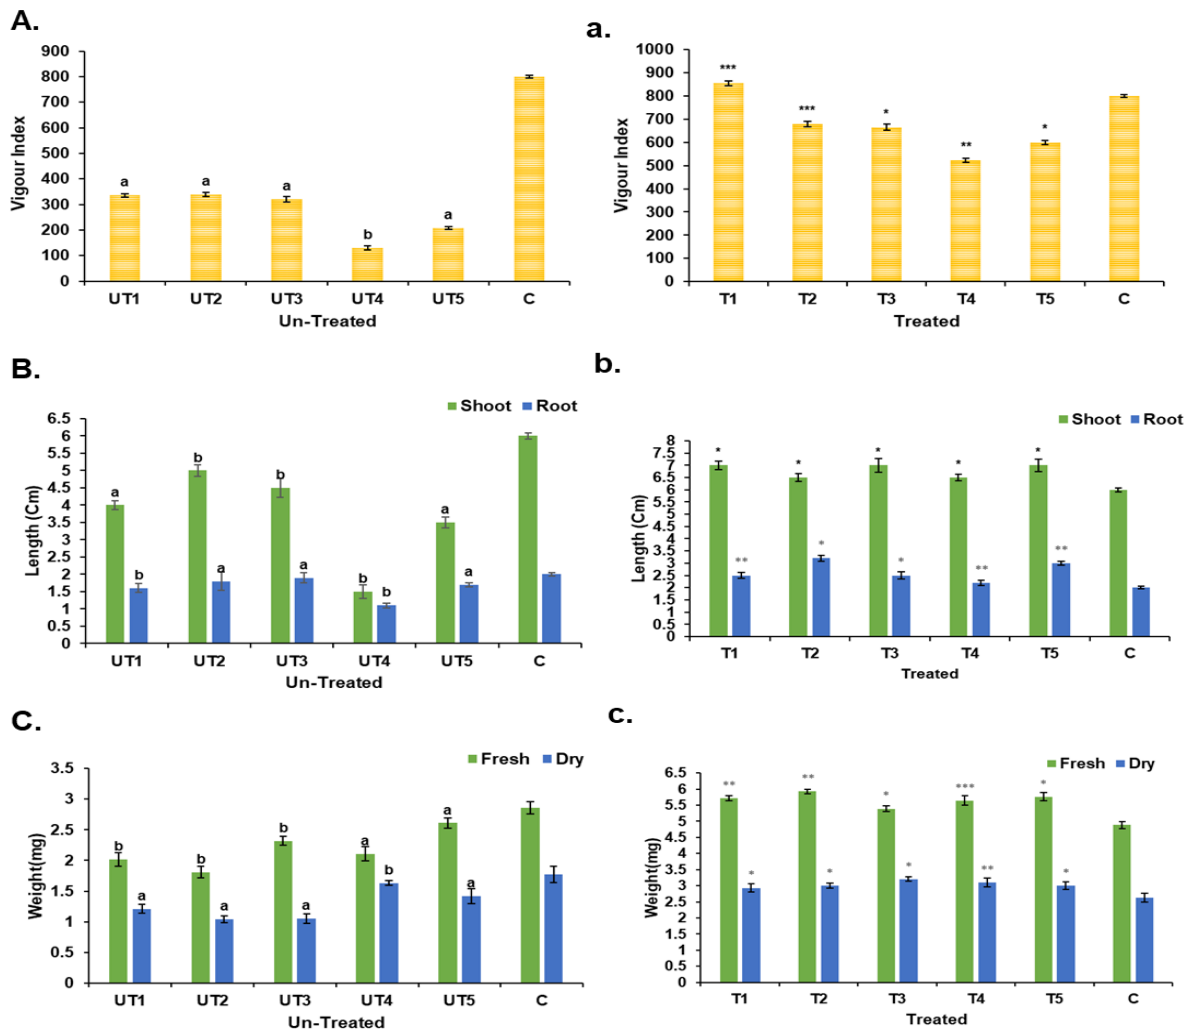 A.
900
800
700
600
500
400
300
200
100
0
Vigour Index
a a a b a
UT1 UT2 UT3 UT4 UT5 C
Un-Treated
a.
1000
900
800
700
600
500
400
300
200
100
0
Vigour Index
*** *** * ** *
T1 T2 T3 T4 T5 C
Treated
B.
Shoot Root
6.5
6
5.5
5
4.5
4
3.5
3
2.5
2
1.5
1
0.5
0
Length (Cm)
a b b b a
b a a b a
UT1 UT2 UT3 UT4 UT5 C
Un-Treated
b.
Shoot Root
8
7.5
7
6.5
6
5.5
5
4.5
4
3.5
3
2.5
2
1.5
1
0.5
0
Length (Cm)
* * * * *
** * * ** **
T1 T2 T3 T4 T5 C
Treated
C.
Fresh Dry
3.5
3
2.5
2
1.5
1
0.5
0
Weight(mg)
b b b a a
a a a b a
UT1 UT2 UT3 UT4 UT5 C
Un-Treated
c.
Fresh Dry
6.5
6
5.5
5
4.5
4
3.5
3
2.5
2
1.5
1
0.5
0
Weight(mg)
** ** * *** *
* * * ** *
T1 T2 T3 T4 T5 C
Treated